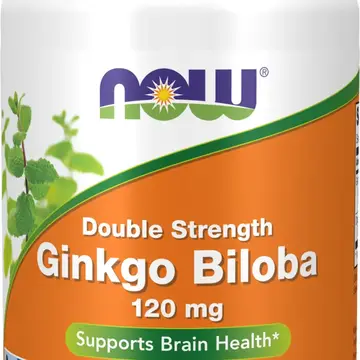 NOW®
Double Strength
Ginkgo Biloba
120 mg
Supports Brain Health*